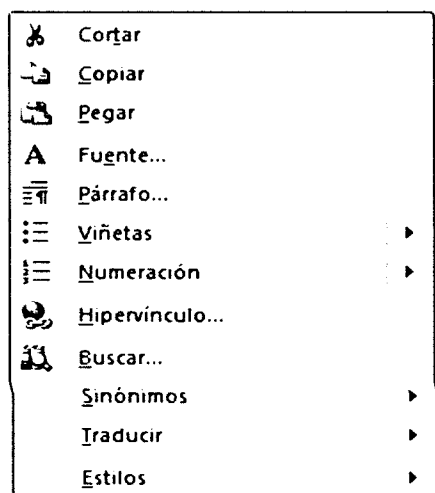 Cortar
Copiar
Pegar
Fuente...
Párrafo...
Viñetas
Numeración
Hipervínculo...
Buscar...
Sinónimos
Traducir
Estilos